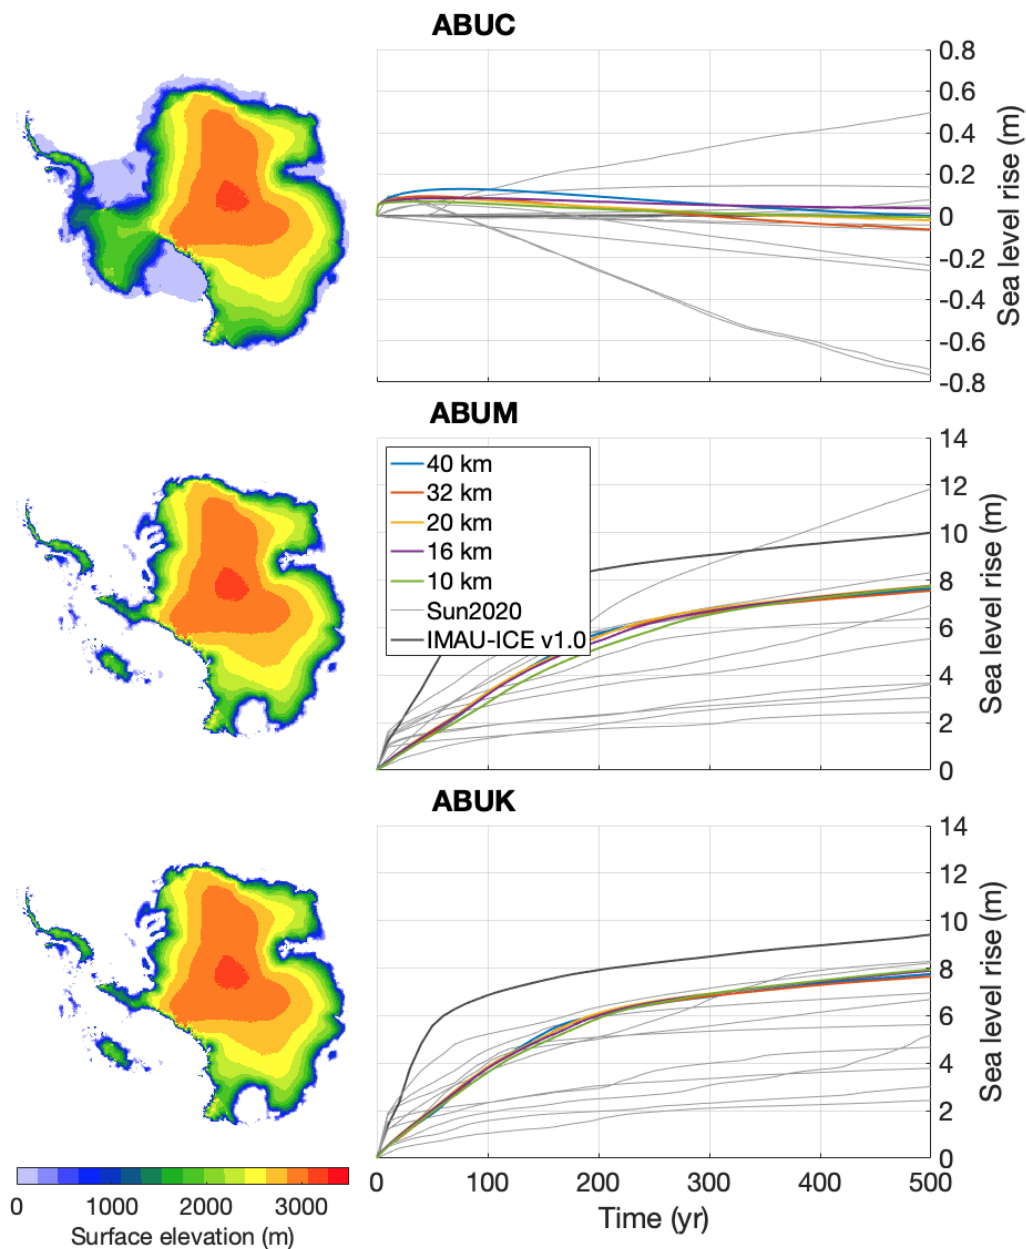 ABUC
0.8
0.6
0.4
0.2
0
-0.2
-0.4
-0.6
-0.8
Sea level rise (m)
ABUM
40 km
32 km
20 km
16 km
10 km
Sun2020
IMAU-ICE v1.0
14
12
10
8
6
4
2
0
Sea level rise (m)
ABUK
14
12
10
8
6
4
2
0
Sea level rise (m)
0 100 200 300 400 500
Time (yr)
0 1000 2000 3000
Surface elevation (m)